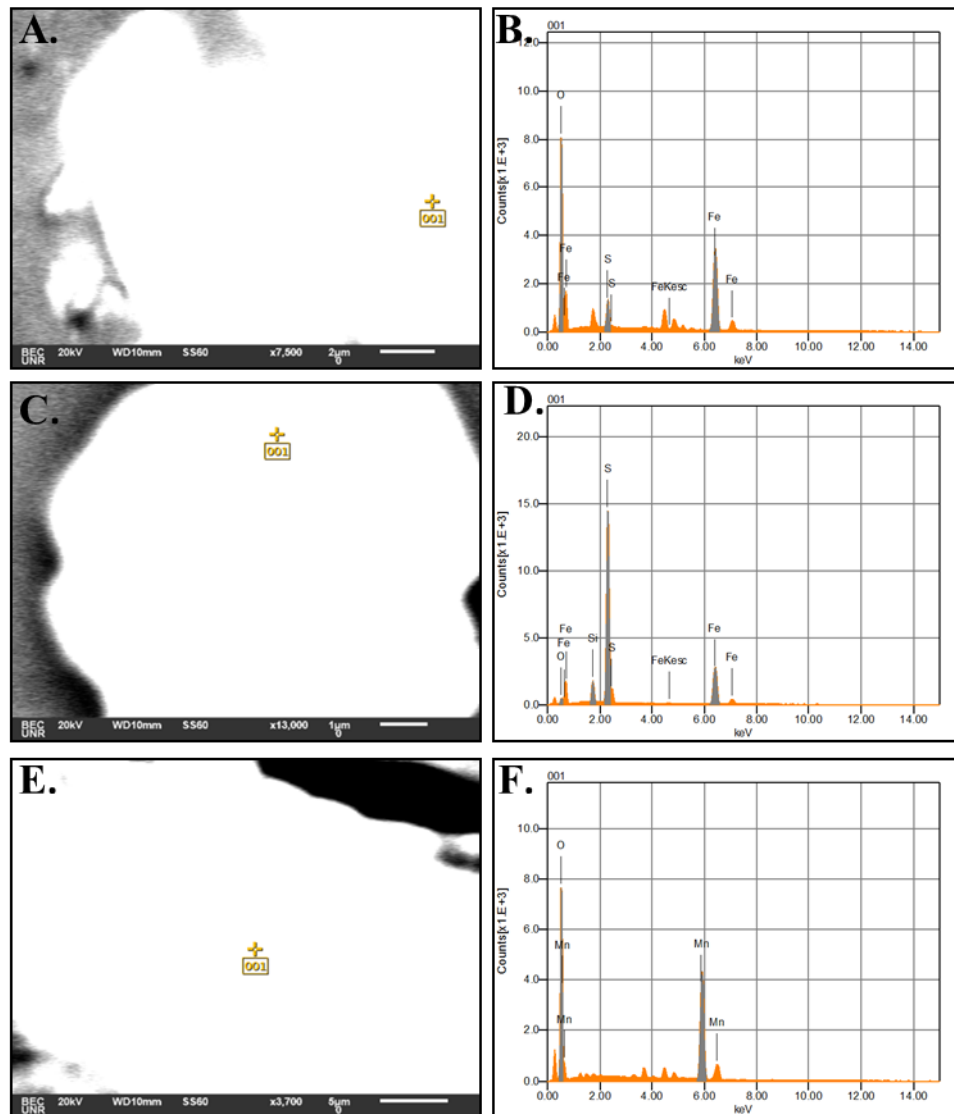 A.
001
BEC 20kV WD10mm SS60 x7,500 2μm
UNR 0
B.
001
12.0
10.0
8.0
6.0
4.0
2.0
0.0
Counts[x1.E+3]
O
Fe
Fe
S
S
FeKesc
Fe
Fe
0.00 2.00 4.00 6.00 8.00 10.00 12.00 14.00
keV
C.
001
BEC 20kV WD10mm SS60 x13,000 1μm
UNR 0
D.
001
20.0
15.0
10.0
5.0
0.0
Counts[x1.E+3]
Fe
Fe
O
Si
S
S
FeKesc
Fe
Fe
0.00 2.00 4.00 6.00 8.00 10.00 12.00 14.00
keV
E.
001
BEC 20kV WD10mm SS60 x3,700 5μm
UNR 0
F.
001
10.0
8.0
6.0
4.0
2.0
0.0
Counts[x1.E+3]
O
Mn
Mn
Mn
Mn
0.00 2.00 4.00 6.00 8.00 10.00 12.00 14.00
keV